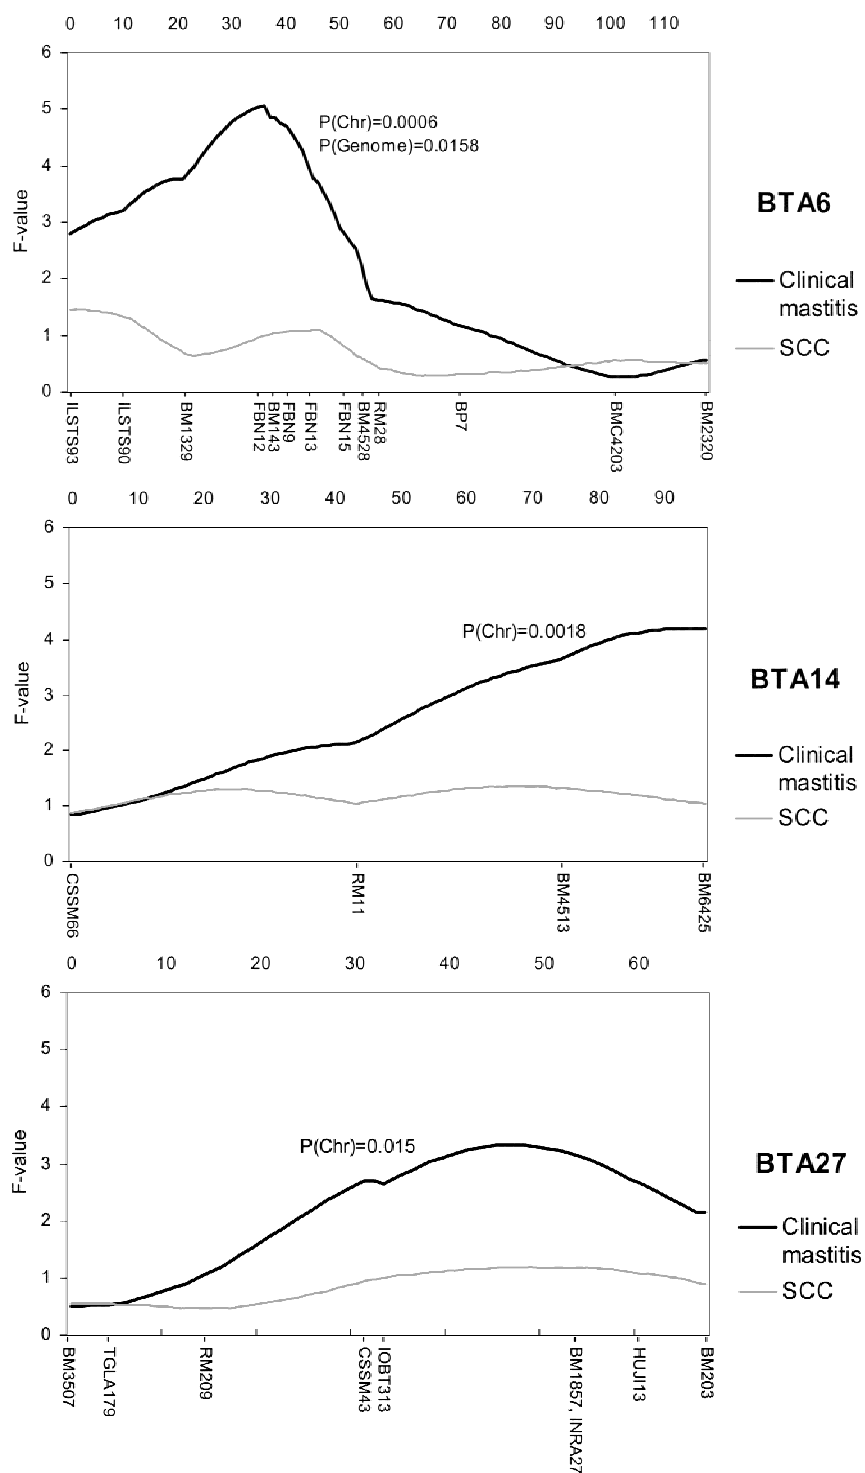 0 10 20 30 40 50 60 70 80 90 100 110
6
5
4
3
2
1
0
F-value
P(Chr)=0.0006
P(Genome)=0.0158
BTA6
Clinical
mastitis
SCC
ILSTS93
ILSTS90
BM1329
FBN12
BM143
FBN9
FBN13
FBN15
BM4528
RM28
BP7
BMC4203
BM2320
0 10 20 30 40 50 60 70 80 90
6
5
4
3
2
1
0
F-value
P(Chr)=0.0018
BTA14
Clinical
mastitis
SCC
CSSM66
RM11
BM4513
BM6425
0 10 20 30 40 50 60
6
5
4
3
2
1
0
F-value
P(Chr)=0.015
BTA27
Clinical
mastitis
SCC
BM3507
TGLA179
RM209
CSSM43
IOBT313
BM1857, INRA27
HUJI13
BM203